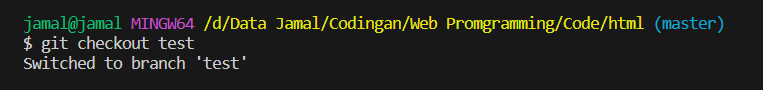 jamal@jamal MINGW64 /d/Data Jamal/Codingan/Web Promgramming/Code/html (master)
$ git checkout test
Switched to branch 'test'